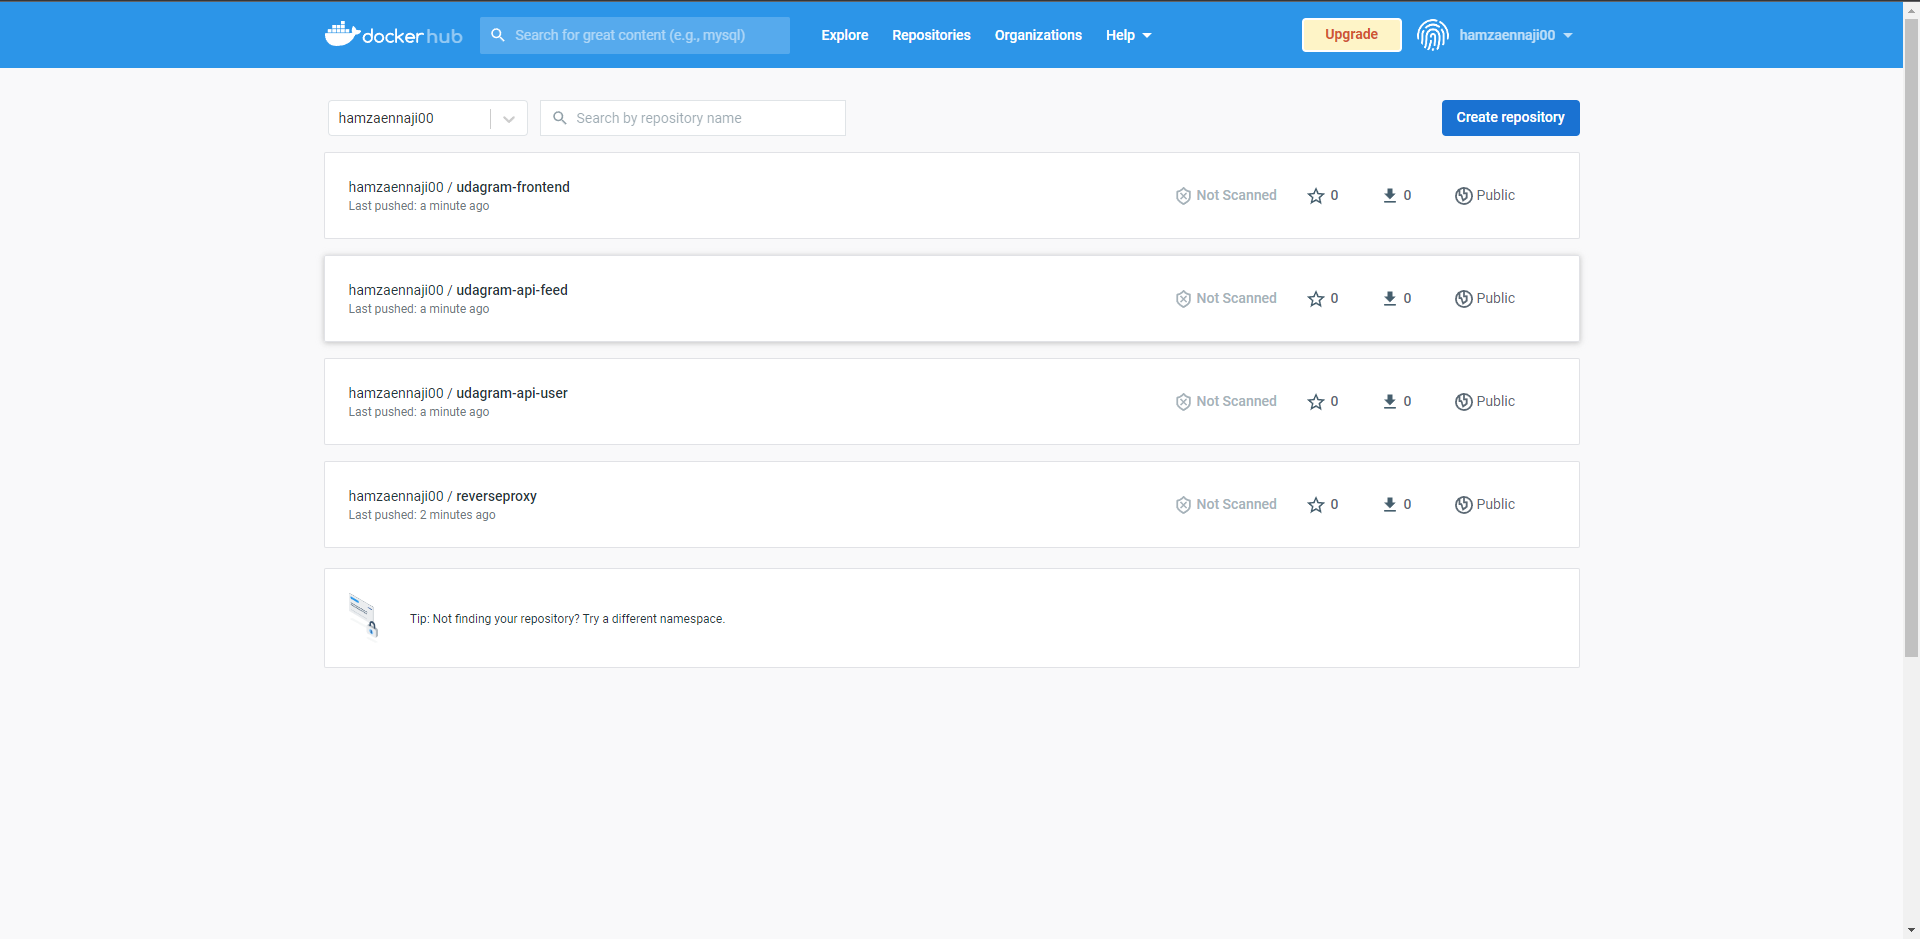 docker hub
Search for great content (e.g., mysql)
Explore
Repositories
Organizations
Help
Upgrade
hamzaennaji00
hamzaennaji00
Search by repository name
Create repository
hamzaennaji00 / udagram-frontend
Last pushed: a minute ago
Not Scanned
0
0
Public
hamzaennaji00 / udagram-api-feed
Last pushed: a minute ago
Not Scanned
0
0
Public
hamzaennaji00 / udagram-api-user
Last pushed: a minute ago
Not Scanned
0
0
Public
hamzaennaji00 / reverseproxy
Last pushed: 2 minutes ago
Not Scanned
0
0
Public
Tip: Not finding your repository? Try a different namespace.